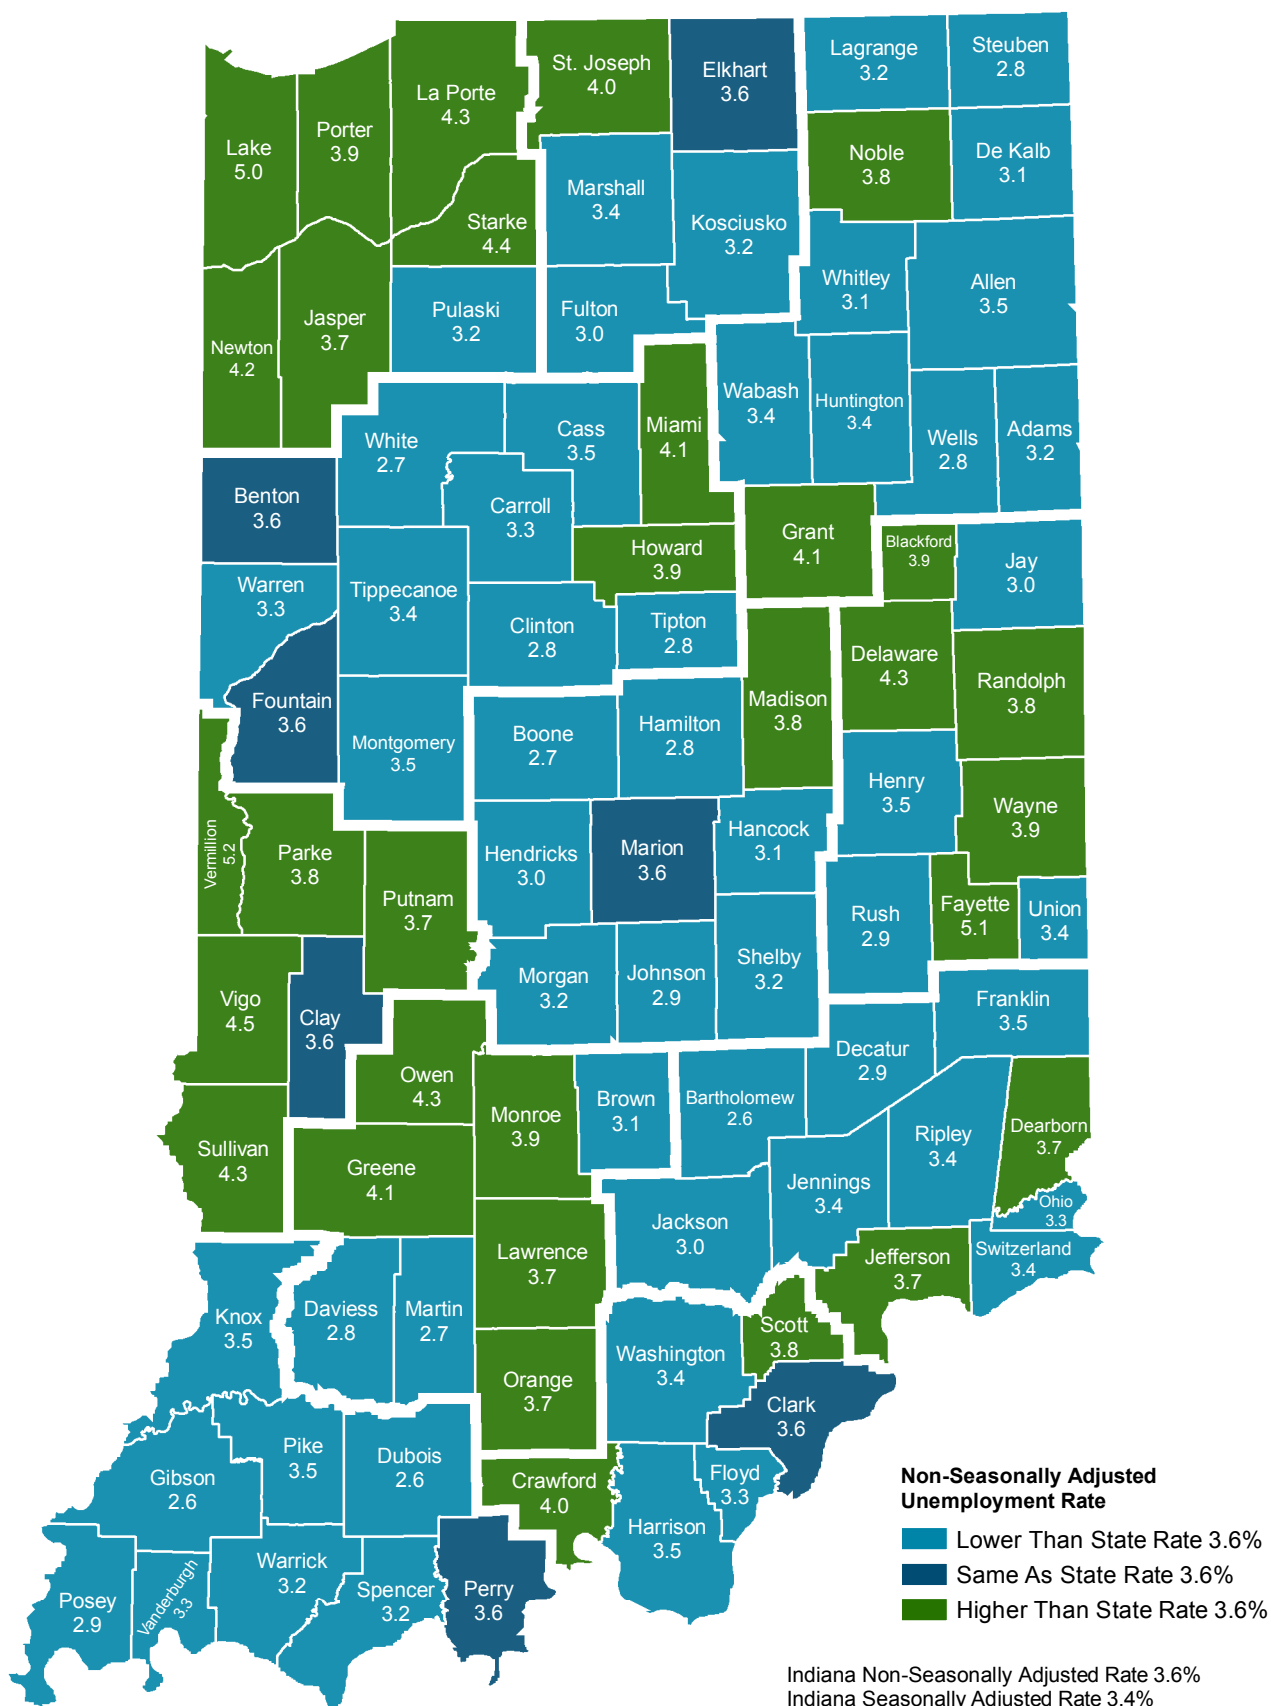 Lagrange
3.2
Steuben
2.8
St. Joseph
4.0
Elkhart
3.6
La Porte
4.3
Porter
3.9
Lake
5.0
Noble
3.8
De Kalb
3.1
Marshall
3.4
Kosciusko
3.2
Starke
4.4
Whitley
3.1
Allen
3.5
Pulaski
3.2
Fulton
3.0
Jasper
3.7
Newton
4.2
Wabash
3.4
Huntington
3.4
Wells
2.8
Adams
3.2
White
2.7
Cass
3.5
Miami
4.1
Benton
3.6
Carroll
3.3
Grant
4.1
Howard
3.9
Blackford
3.9
Jay
3.0
Warren
3.3
Tippecanoe
3.4
Clinton
2.8
Tipton
2.8
Delaware
4.3
Randolph
3.8
Fountain
3.6
Madison
3.8
Montgomery
3.5
Boone
2.7
Hamilton
2.8
Henry
3.5
Wayne
3.9
Vermillion
5.2
Parke
3.8
Hendricks
3.0
Marion
3.6
Hancock
3.1
Putnam
3.7
Rush
2.9
Fayette
5.1
Union
3.4
Morgan
3.2
Johnson
2.9
Shelby
3.2
Vigo
4.5
Clay
3.6
Franklin
3.5
Decatur
2.9
Owen
4.3
Monroe
3.9
Brown
3.1
Bartholomew
2.6
Sullivan
4.3
Greene
4.1
Ripley
3.4
Dearborn
3.7
Jennings
3.4
Ohio
3.3
Jackson
3.0
Lawrence
3.7
Jefferson
3.7
Switzerland
3.4
Knox
3.5
Daviess
2.8
Martin
2.7
Scott
3.8
Washington
3.4
Orange
3.7
Clark
3.6
Pike
3.5
Dubois
2.6
Gibson
2.6
Crawford
4.0
Floyd
3.3
Harrison
3.5
Warrick
3.2
Vanderburgh
3.3
Posey
2.9
Spencer
3.2
Perry
3.6
Non-Seasonally Adjusted
Unemployment Rate
Lower Than State Rate 3.6%
Same As State Rate 3.6%
Higher Than State Rate 3.6%
Indiana Non-Seasonally Adjusted Rate 3.6%
Indiana Seasonally Adjusted Rate 3.4%